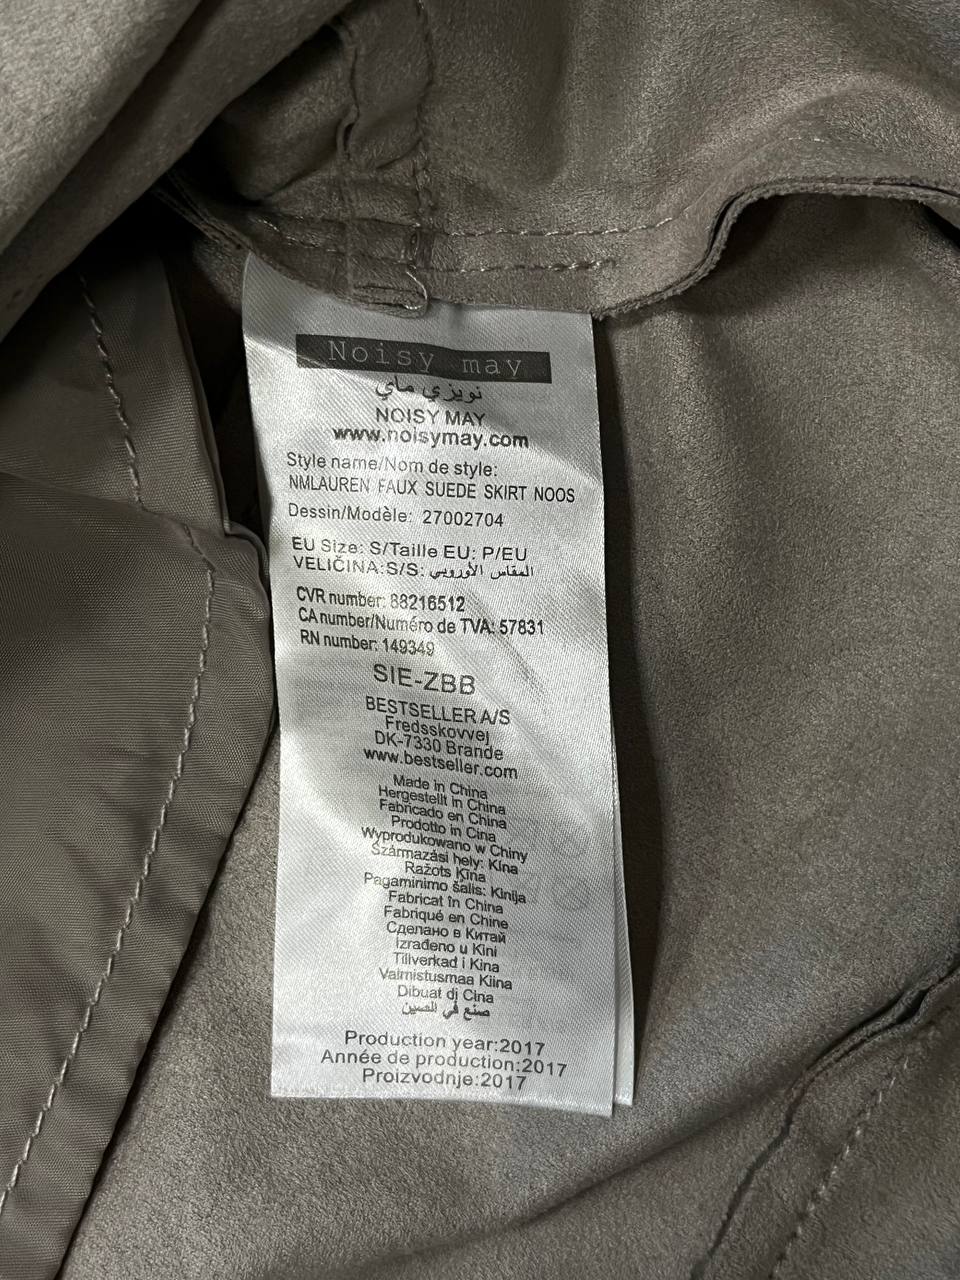 Noisy may
نويزي ماي
NOISY MAY
www.noisymay.com
Style name/Nom de style:
NMLAUREN FAUX SUEDE SKIRT NOOS
Dessin/Modèle: 27002704
EU Size: S/Taille EU: P/EU
VELIČINA:S/S: المقاس الأوروبي
CVR number: 88216512
CA number/Numéro de TVA: 57831
RN number: 149349
SIE-ZBB
BESTSELLER A/S
Fredsskovvej
DK-7330 Brande
www.bestseller.com
Made in China
Hergestellt in China
Fabricado en China
Prodotto in Cina
Wyprodukowano w Chiny
Származási hely: Kína
Ražots Ķīna
Pagaminimo šalis: Kinija
Fabricat în China
Fabriqué en Chine
Сделано в Китай
Izrađeno u Kini
Tillverkad i Kina
Valmistusmaa Kiina
Dibuat di Cina
صنع في الصين
Production year:2017
Année de production:2017
Proizvodnje:2017